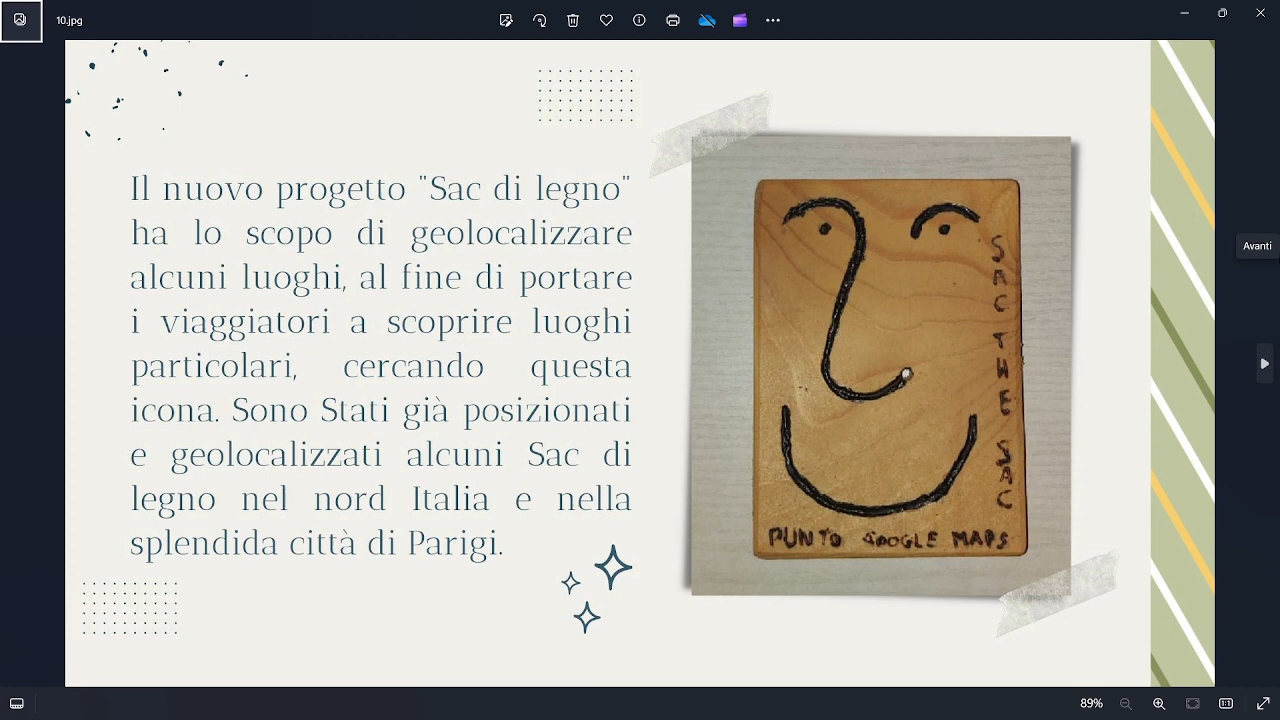 10.jpg
Il nuovo progetto "Sac di legno"
ha lo scopo di geolocalizzare
alcuni luoghi, al fine di portare
i viaggiatori a scoprire luoghi
particolari, cercando questa
icona. Sono Stati già posizionati
e geolocalizzati alcuni Sac di
legno nel nord Italia e nella
splendida città di Parigi.
SAC THE SAC
PUNTO GOOGLE MAPS
Avanti
89%
1:1